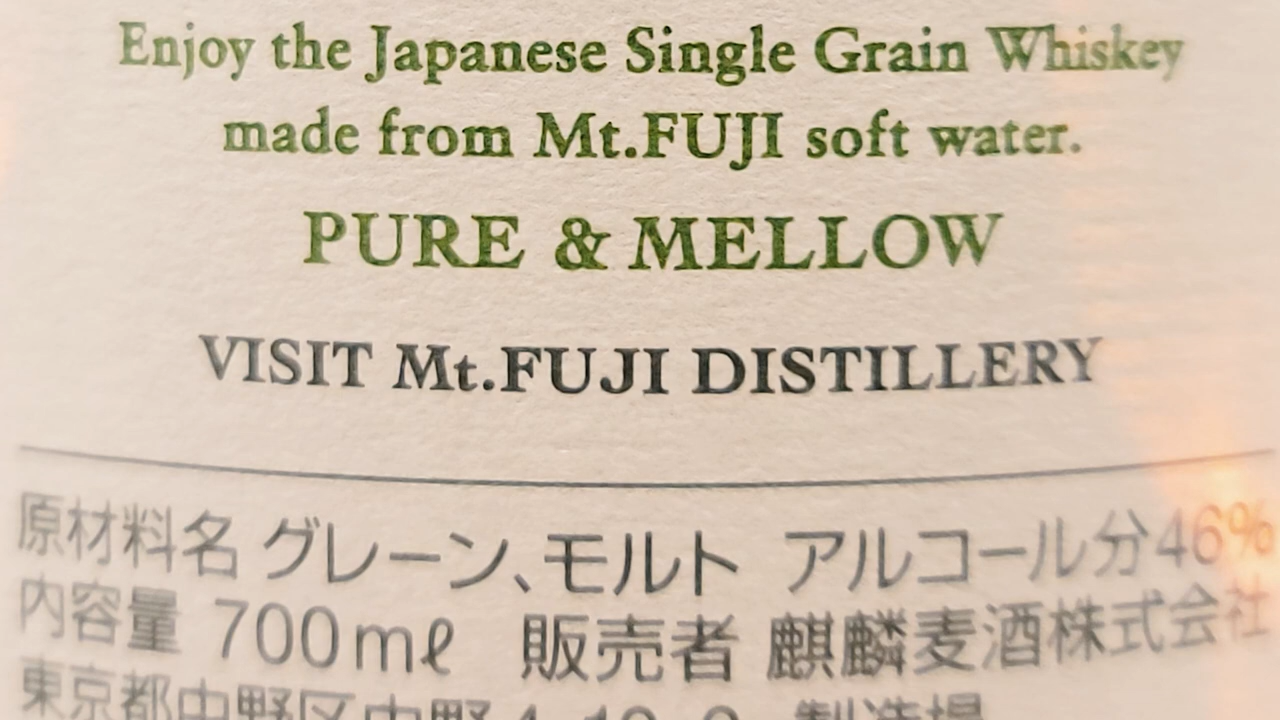 Enjoy the Japanese Single Grain Whiskey
made from Mt.FUJI soft water.
PURE & MELLOW
VISIT Mt.FUJI DISTILLERY
原材料名 グレーン、モルト アルコール分46%
内容量 700mℓ 販売者 麒麟麦酒株式会社
東京都中野区中野4-10-2 製造場